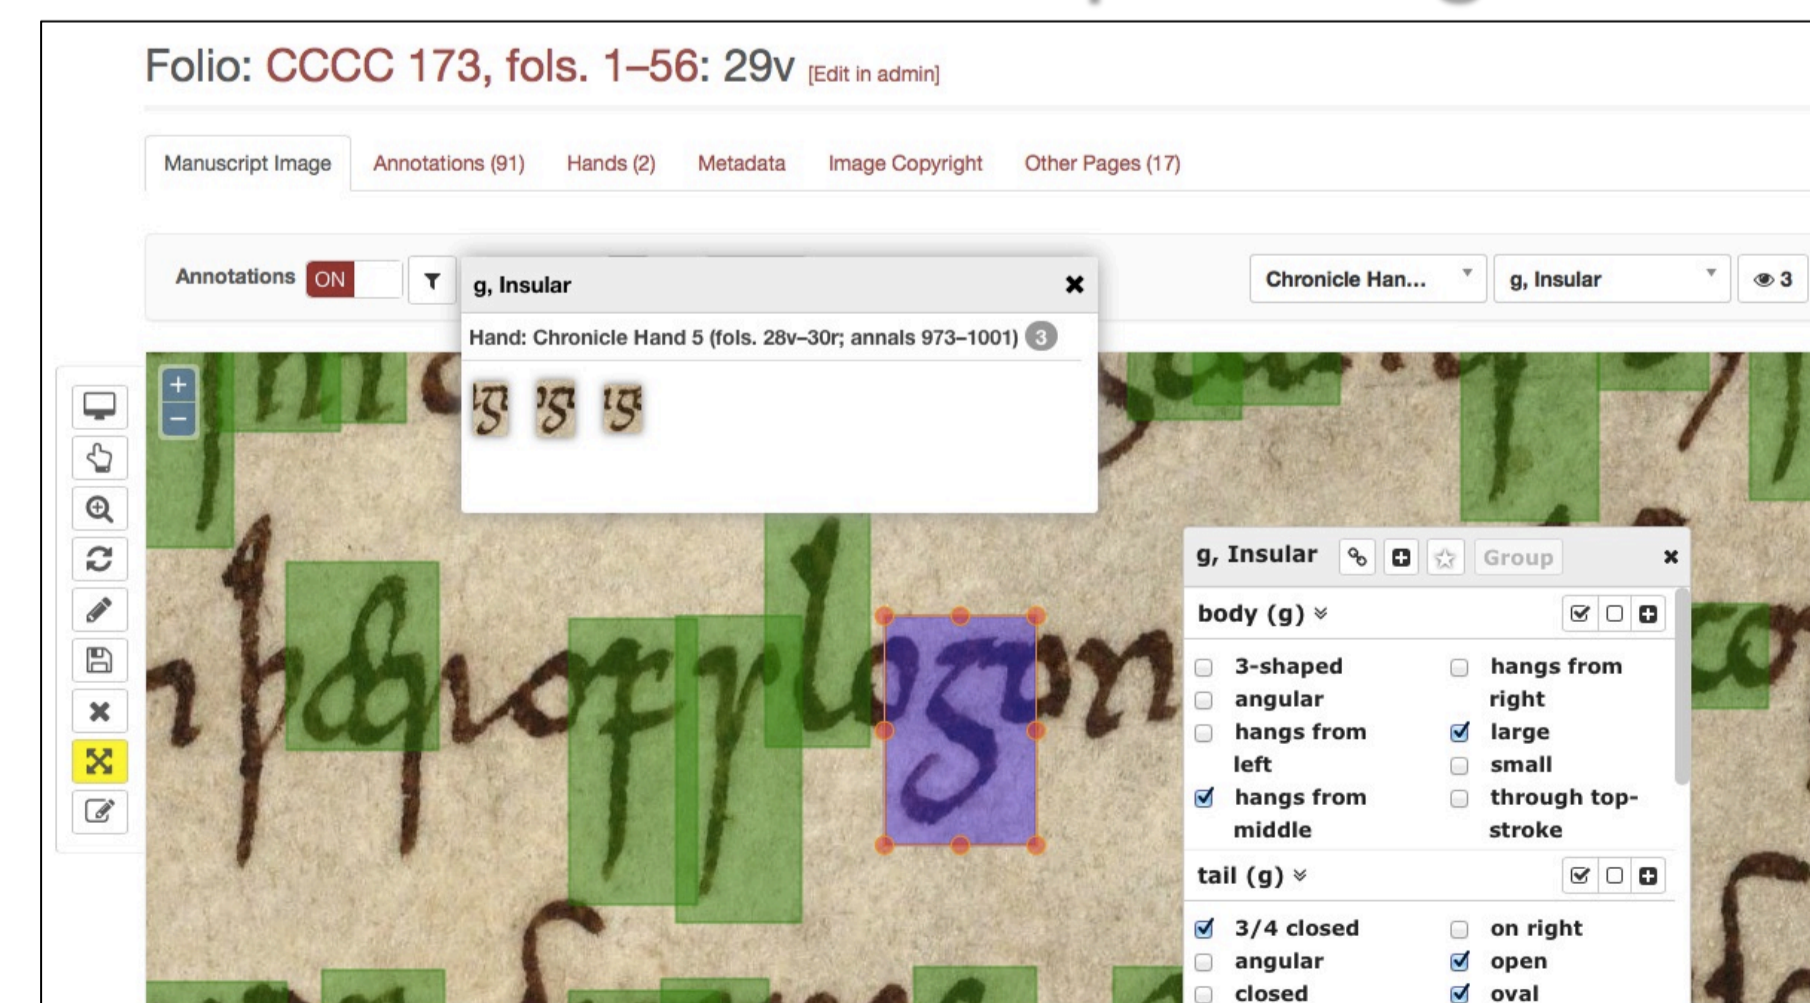 Folio: CCCC 173, fols. 1–56: 29v [Edit in admin]
Manuscript Image Annotations (91) Hands (2) Metadata Image Copyright Other Pages (17)
Annotations ON
g, Insular
Chronicle Han... g, Insular 3
Hand: Chronicle Hand 5 (fols. 28v–30r; annals 973–1001) 3
g, Insular Group
body (g)
3-shaped
angular
hangs from
left
hangs from
middle
hangs from
right
large
small
through top-
stroke
tail (g)
3/4 closed
angular
closed
on right
open
oval